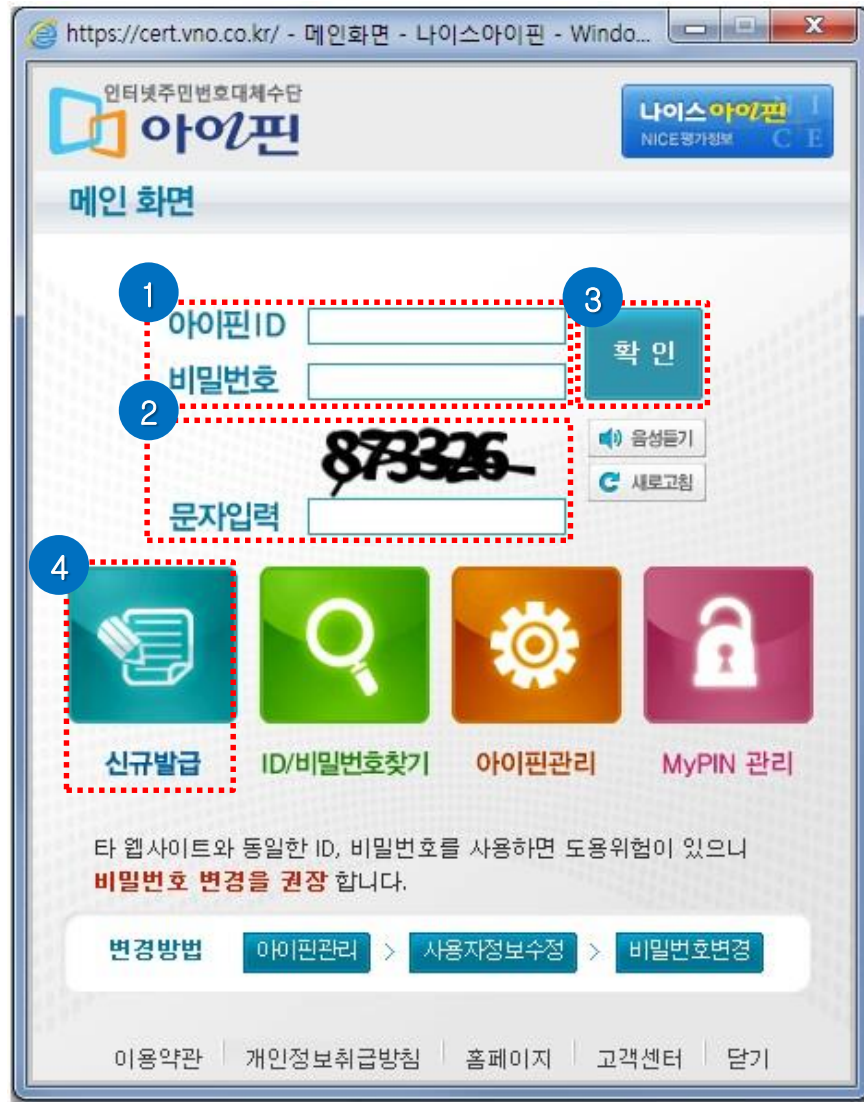 https://cert.vno.co.kr/ - 메인화면 - 나이스아이핀 - Windo...
인터넷주민번호대체수단
아이핀
나이스아이핀
NICE평가정보
NICE
메인 화면
1
아이핀ID
비밀번호
3
확 인
2
873326
음성듣기
새로고침
문자입력
4
신규발급
ID/비밀번호찾기
아이핀관리
MyPIN 관리
타 웹사이트와 동일한 ID, 비밀번호를 사용하면 도용위험이 있으니
비밀번호 변경을 권장 합니다.
변경방법 아이핀관리 > 사용자정보수정 > 비밀번호변경
이용약관 개인정보취급방침 홈페이지 고객센터 닫기